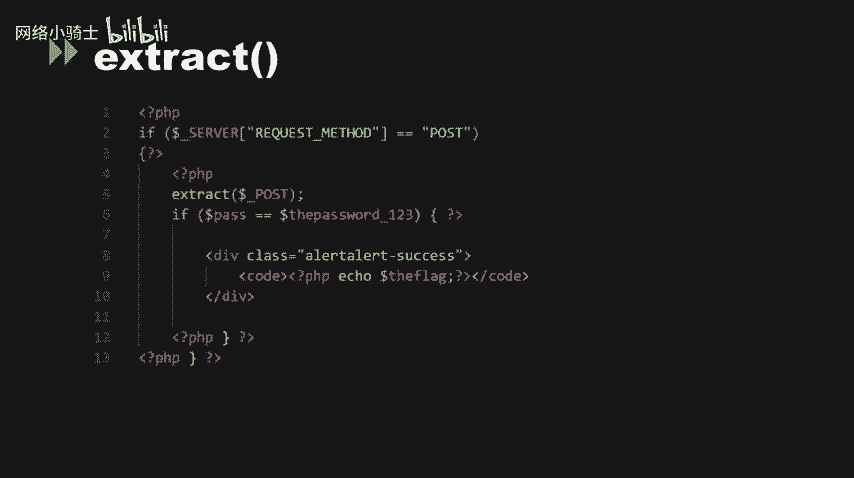 网络小骑士 bilibili
extract()
1 <?php
2 if ($_SERVER["REQUEST_METHOD"] == "POST")
3 {?>
4 <?php
5 extract($_POST);
6 if ($pass == $thepassword_123) { ?>
7
8 <div class="alertalert-success">
9 <code><?php echo $theflag;?></code>
10 </div>
11
12 <?php } ?>
13 <?php } ?>